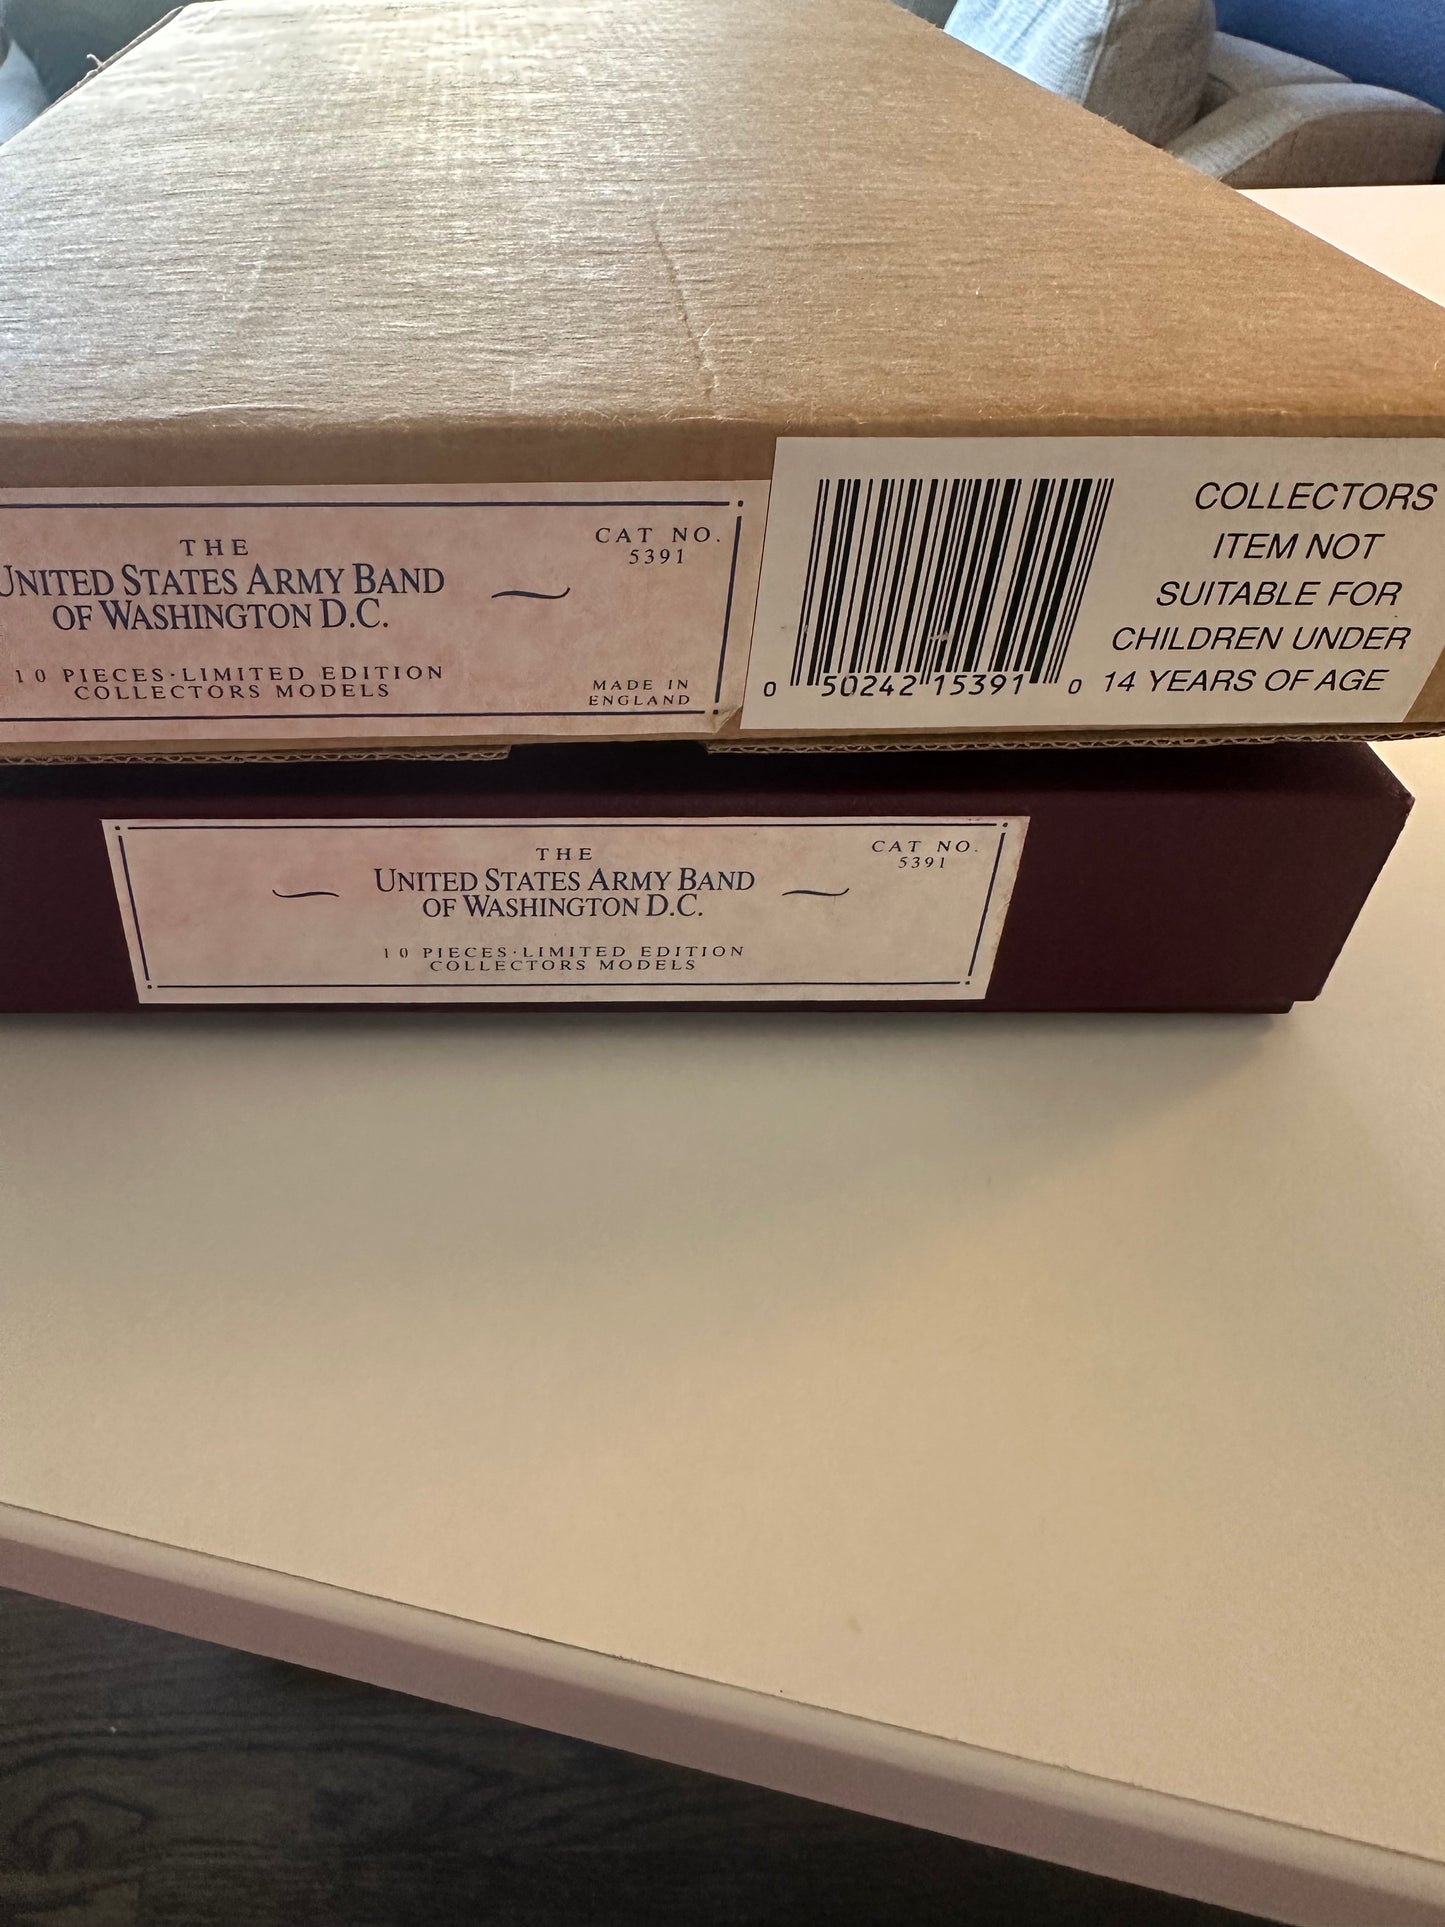 THE
UNITED STATES ARMY BAND
OF WASHINGTON D.C.
10 PIECES·LIMITED EDITION
COLLECTORS MODELS
CAT NO.
5391
MADE IN
ENGLAND
0 50242 15391 0
COLLECTORS
ITEM NOT
SUITABLE FOR
CHILDREN UNDER
14 YEARS OF AGE
THE
UNITED STATES ARMY BAND
OF WASHINGTON D.C.
10 PIECES·LIMITED EDITION
COLLECTORS MODELS
CAT NO.
5391